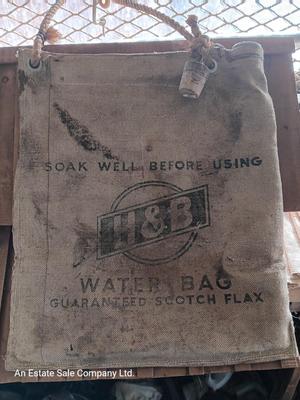 SOAK WELL BEFORE USING
H&B
WATER BAG
GUARANTEED SCOTCH FLAX
An Estate Sale Company Ltd.